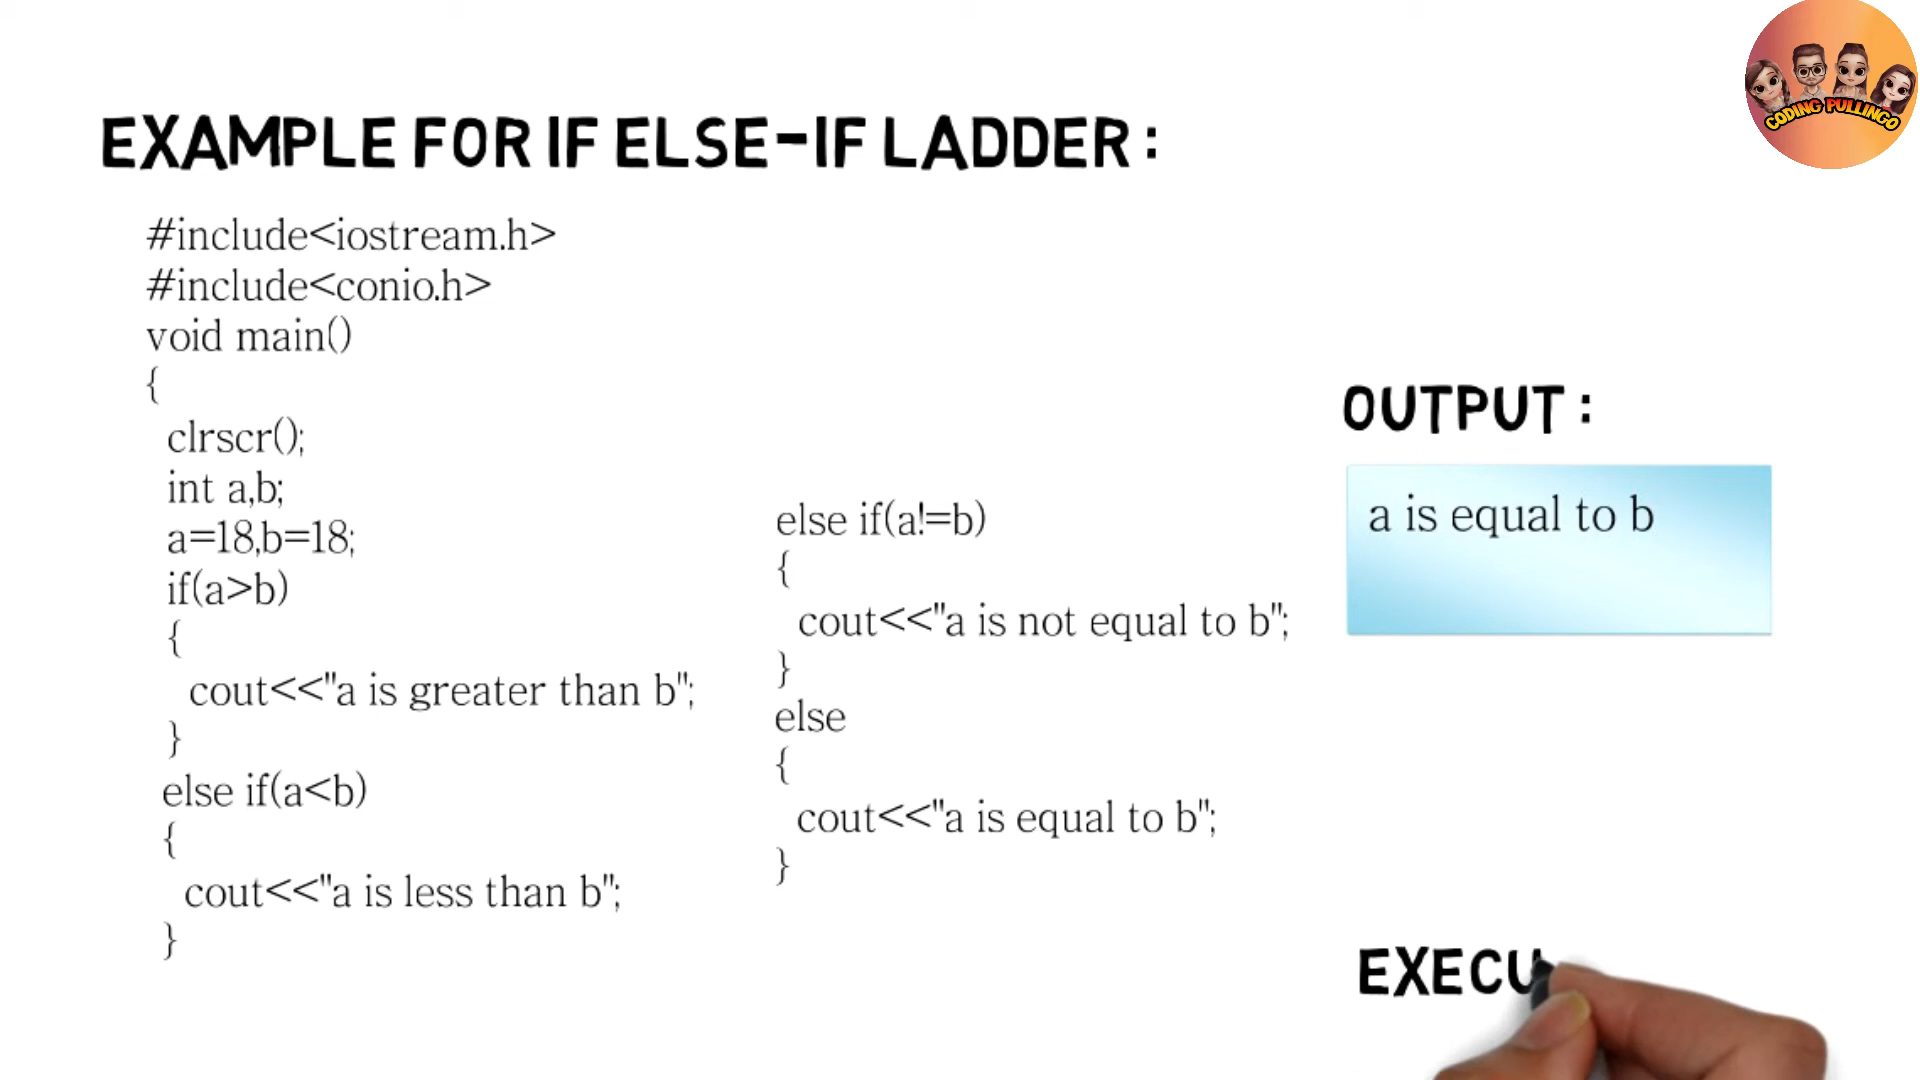 CODING PULLINGO
EXAMPLE FOR IF ELSE-IF LADDER :
#include<iostream.h>
#include<conio.h>
void main()
{
clrscr();
int a,b;
a=18,b=18;
if(a>b)
{
cout<<"a is greater than b";
}
else if(a<b)
{
cout<<"a is less than b";
}
else if(a!=b)
{
cout<<"a is not equal to b";
}
else
{
cout<<"a is equal to b";
}
OUTPUT :
a is equal to b
EXECU